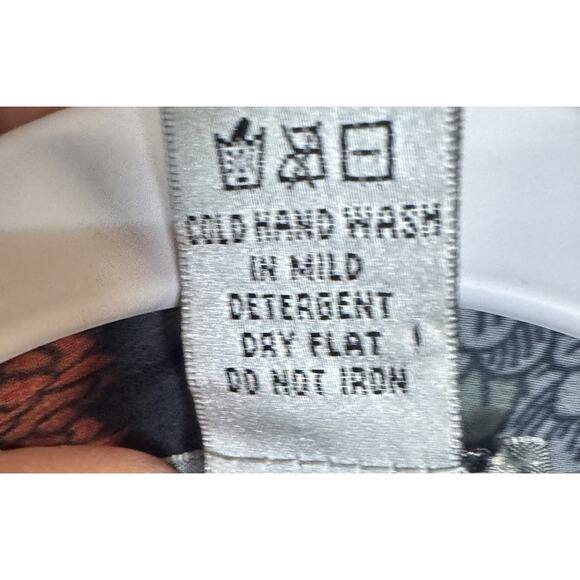 COLD HAND WASH
IN MILD
DETERGENT
DRY FLAT
DO NOT IRON